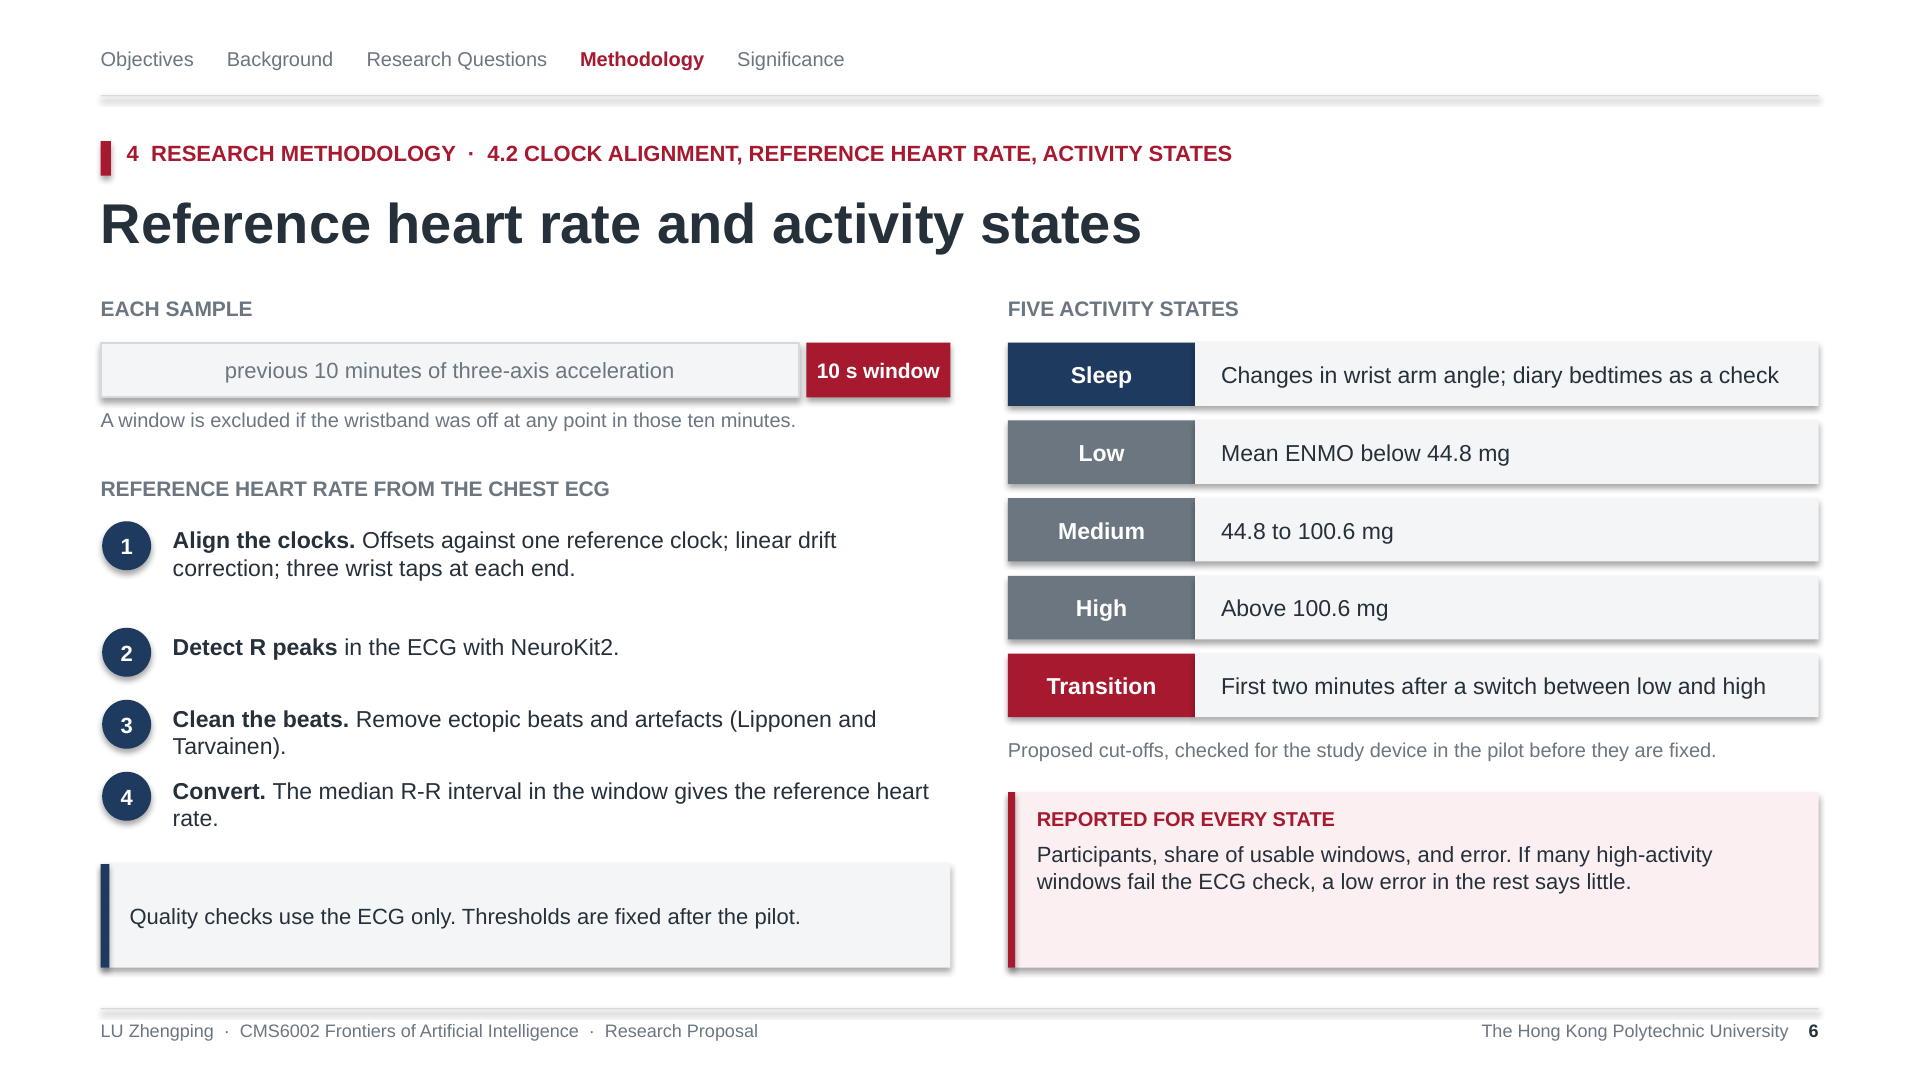 Objectives Background Research Questions Methodology Significance
4 RESEARCH METHODOLOGY · 4.2 CLOCK ALIGNMENT, REFERENCE HEART RATE, ACTIVITY STATES
Reference heart rate and activity states
EACH SAMPLE
previous 10 minutes of three-axis acceleration
10 s window
A window is excluded if the wristband was off at any point in those ten minutes.
REFERENCE HEART RATE FROM THE CHEST ECG
1 Align the clocks. Offsets against one reference clock; linear drift
correction; three wrist taps at each end.
2 Detect R peaks in the ECG with NeuroKit2.
3 Clean the beats. Remove ectopic beats and artefacts (Lipponen and
Tarvainen).
4 Convert. The median R-R interval in the window gives the reference heart
rate.
Quality checks use the ECG only. Thresholds are fixed after the pilot.
FIVE ACTIVITY STATES
Sleep Changes in wrist arm angle; diary bedtimes as a check
Low Mean ENMO below 44.8 mg
Medium 44.8 to 100.6 mg
High Above 100.6 mg
Transition First two minutes after a switch between low and high
Proposed cut-offs, checked for the study device in the pilot before they are fixed.
REPORTED FOR EVERY STATE
Participants, share of usable windows, and error. If many high-activity
windows fail the ECG check, a low error in the rest says little.
LU Zhengping · CMS6002 Frontiers of Artificial Intelligence · Research Proposal
The Hong Kong Polytechnic University 6